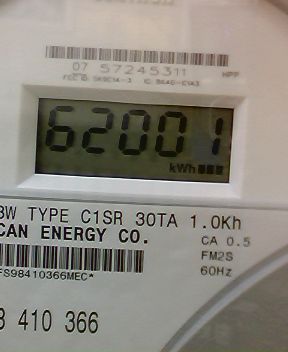 07 57245311
HPP
62001
kWh
3W TYPE C1SR 30TA 1.0Kh
CAN ENERGY CO.
CA 0.5
FM2S
60Hz
FS98410366MEC*
3 410 366